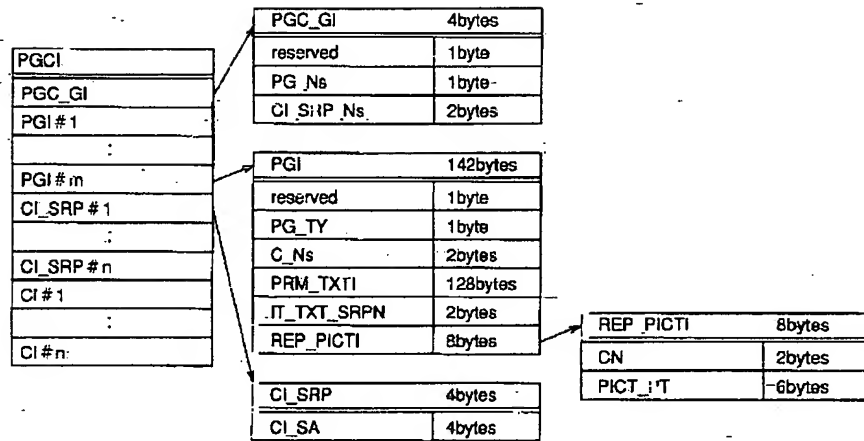 PGCI
PGC_GI
PGI#1
:
PGI#m
CI_SRP#1
:
CI_SRP#n
CI#1
:
CI#n
PGC_GI 4bytes
reserved 1byte
PG_Ns 1byte
CI_SRP_Ns 2bytes
PGI 142bytes
reserved 1byte
PG_TY 1byte
C_Ns 2bytes
PRM_TXTI 128bytes
IT_TXT_SRPN 2bytes
REP_PICTI 8bytes
CI_SRP 4bytes
CI_SA 4bytes
REP_PICTI 8bytes
CN 2bytes
PICT_PT 6bytes